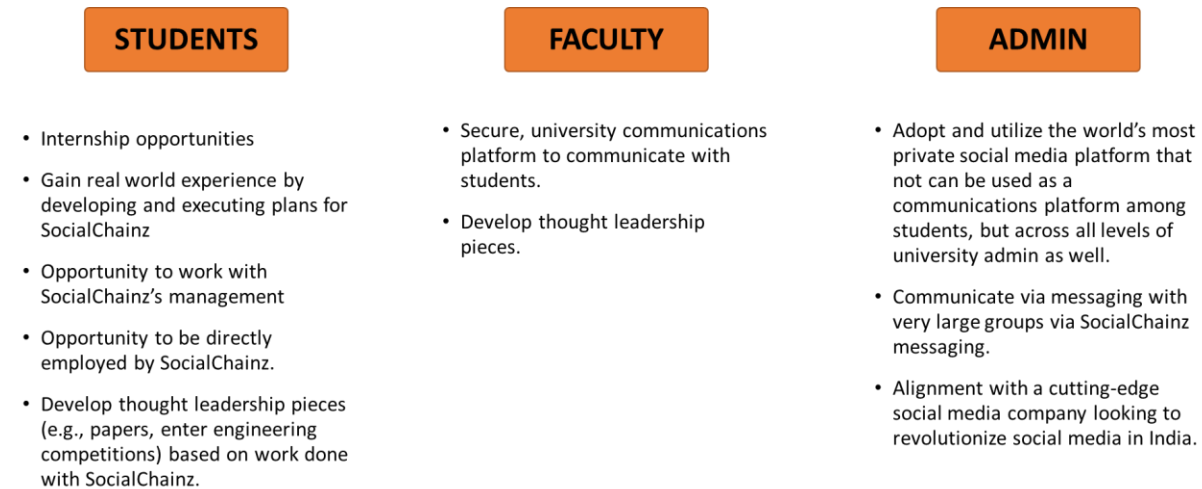 STUDENTS
• Internship opportunities
• Gain real world experience by
developing and executing plans for
SocialChainz
• Opportunity to work with
SocialChainz’s management
• Opportunity to be directly
employed by SocialChainz.
• Develop thought leadership pieces
(e.g., papers, enter engineering
competitions) based on work done
with SocialChainz.
FACULTY
• Secure, university communications
platform to communicate with
students.
• Develop thought leadership
pieces.
ADMIN
• Adopt and utilize the world’s most
private social media platform that
not can be used as a
communications platform among
students, but across all levels of
university admin as well.
• Communicate via messaging with
very large groups via SocialChainz
messaging.
• Alignment with a cutting-edge
social media company looking to
revolutionize social media in India.